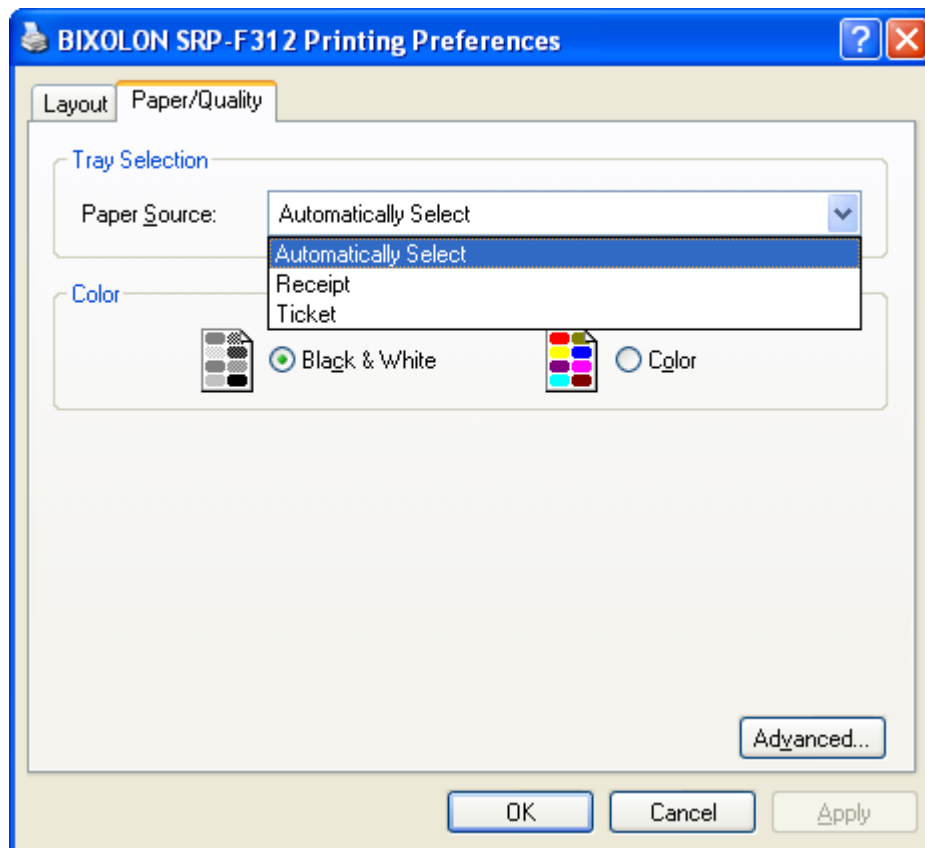 BIXOLON SRP-F312 Printing Preferences
Layout Paper/Quality
Tray Selection
Paper Source: Automatically Select
Automatically Select
Receipt
Ticket
Color
Black & White Color
Advanced...
OK Cancel Apply